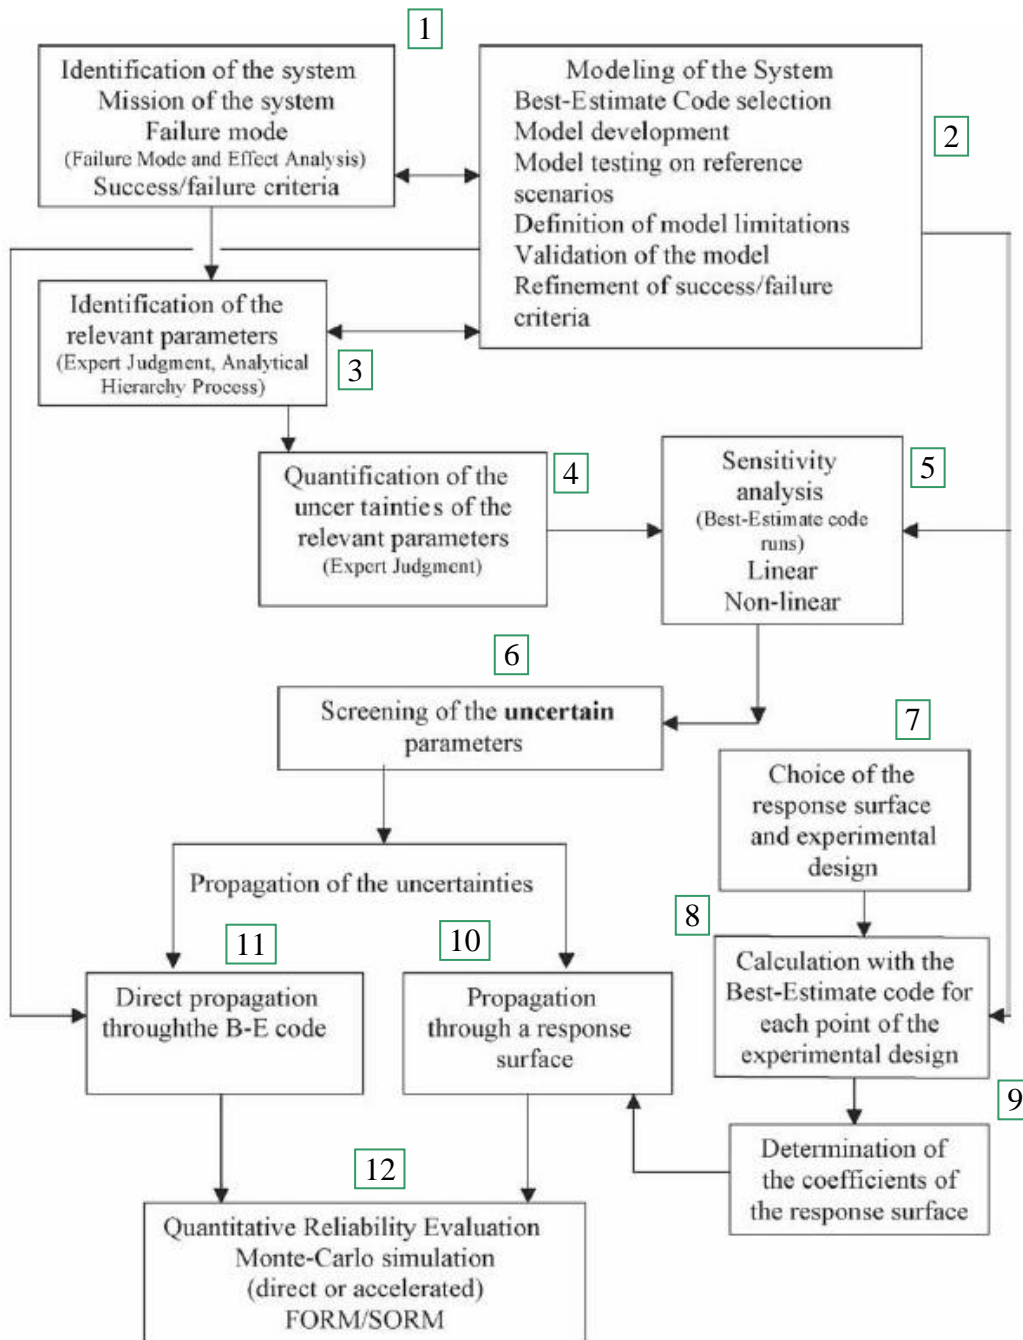 1
Identification of the system
Mission of the system
Failure mode
(Failure Mode and Effect Analysis)
Success/failure criteria
Modeling of the System
Best-Estimate Code selection
Model development
Model testing on reference
scenarios
Definition of model limitations
Validation of the model
Refinement of success/failure
criteria
2
Identification of the
relevant parameters
(Expert Judgment, Analytical
Hierarchy Process)
3
Quantification of the
uncer tainties of the
relevant parameters
(Expert Judgment)
4
Sensitivity
analysis
(Best-Estimate code
runs)
Linear
Non-linear
5
6
Screening of the uncertain
parameters
7
Choice of the
response surface
and experimental
design
Propagation of the uncertainties
8
Calculation with the
Best-Estimate code for
each point of the
experimental design
11
Direct propagation
throughthe B-E code
10
Propagation
through a response
surface
9
Determination of
the coefficients of
the response surface
12
Quantitative Reliability Evaluation
Monte-Carlo simulation
(direct or accelerated)
FORM/SORM